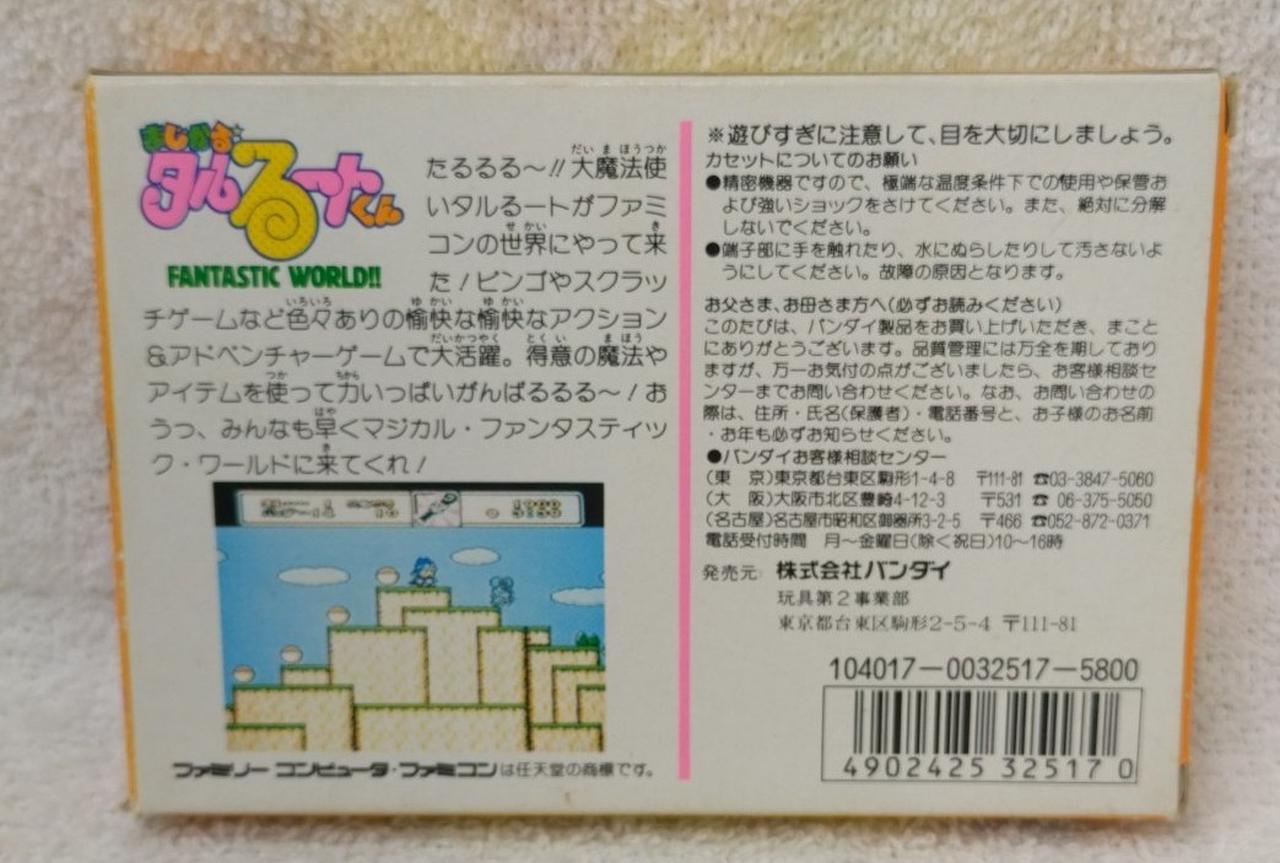 まじかる☆
タルるートくん
FANTASTIC WORLD!!
たるるる〜!!大魔法使
いタルるートがファミ
コンの世界にやって来
た!ビンゴやスクラッ
チゲームなど色々ありの愉快な愉快なアクション
&アドベンチャーゲームで大活躍。得意の魔法や
アイテムを使って力いっぱいがんばるるる〜!お
うっ、みんなも早くマジカル・ファンタスティッ
ク・ワールドに来てくれ!
ファミリーコンピュータ・ファミコンは任天堂の商標です。
※遊びすぎに注意して、目を大切にしましょう。
カセットについてのお願い
●精密機器ですので、極端な温度条件下での使用や保管お
よび強いショックをさけてください。また、絶対に分解
しないでください。
●端子部に手を触れたり、水にぬらしたりして汚さないよ
うにしてください。故障の原因となります。
お父さま、お母さま方へ(必ずお読みください)
このたびは、バンダイ製品をお買い上げいただき、まこと
にありがとうございます。品質管理には万全を期しており
ますが、万一お気付の点がございましたら、お客様相談セ
ンターまでお問い合わせください。なお、お問い合わせの
際は、住所・氏名(保護者)・電話番号と、お子様のお名前
・お年も必ずお知らせください。
●バンダイお客様相談センター
(東 京)東京都台東区駒形1-4-8 〒111-81 ☎03-3847-5060
(大 阪)大阪市北区豊崎4-12-3 〒531 ☎ 06-375-5050
(名古屋)名古屋市昭和区御器所3-2-5 〒466 ☎052-872-0371
電話受付時間 月〜金曜日(除く祝日)10〜16時
発売元: 株式会社バンダイ
玩具第2事業部
東京都台東区駒形2-5-4 〒111-81
104017-0032517-5800
4902425 325170